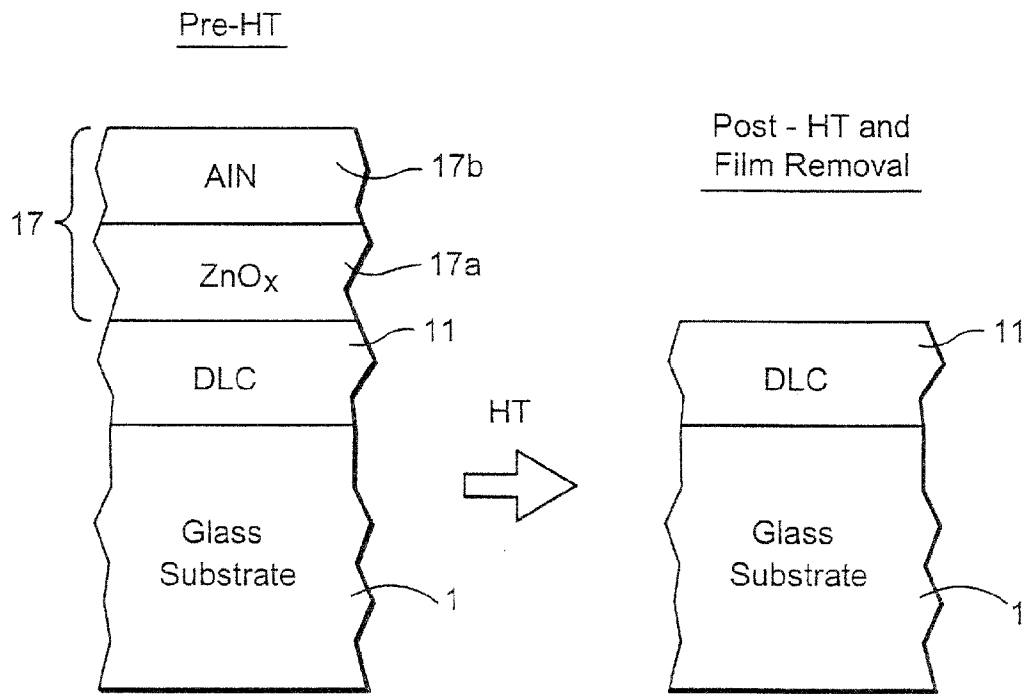 Pre-HT
AlN
17b
17
ZnOx
17a
11
DLC
Glass
Substrate
1
HT
Post - HT and
Film Removal
11
DLC
Glass
Substrate
1